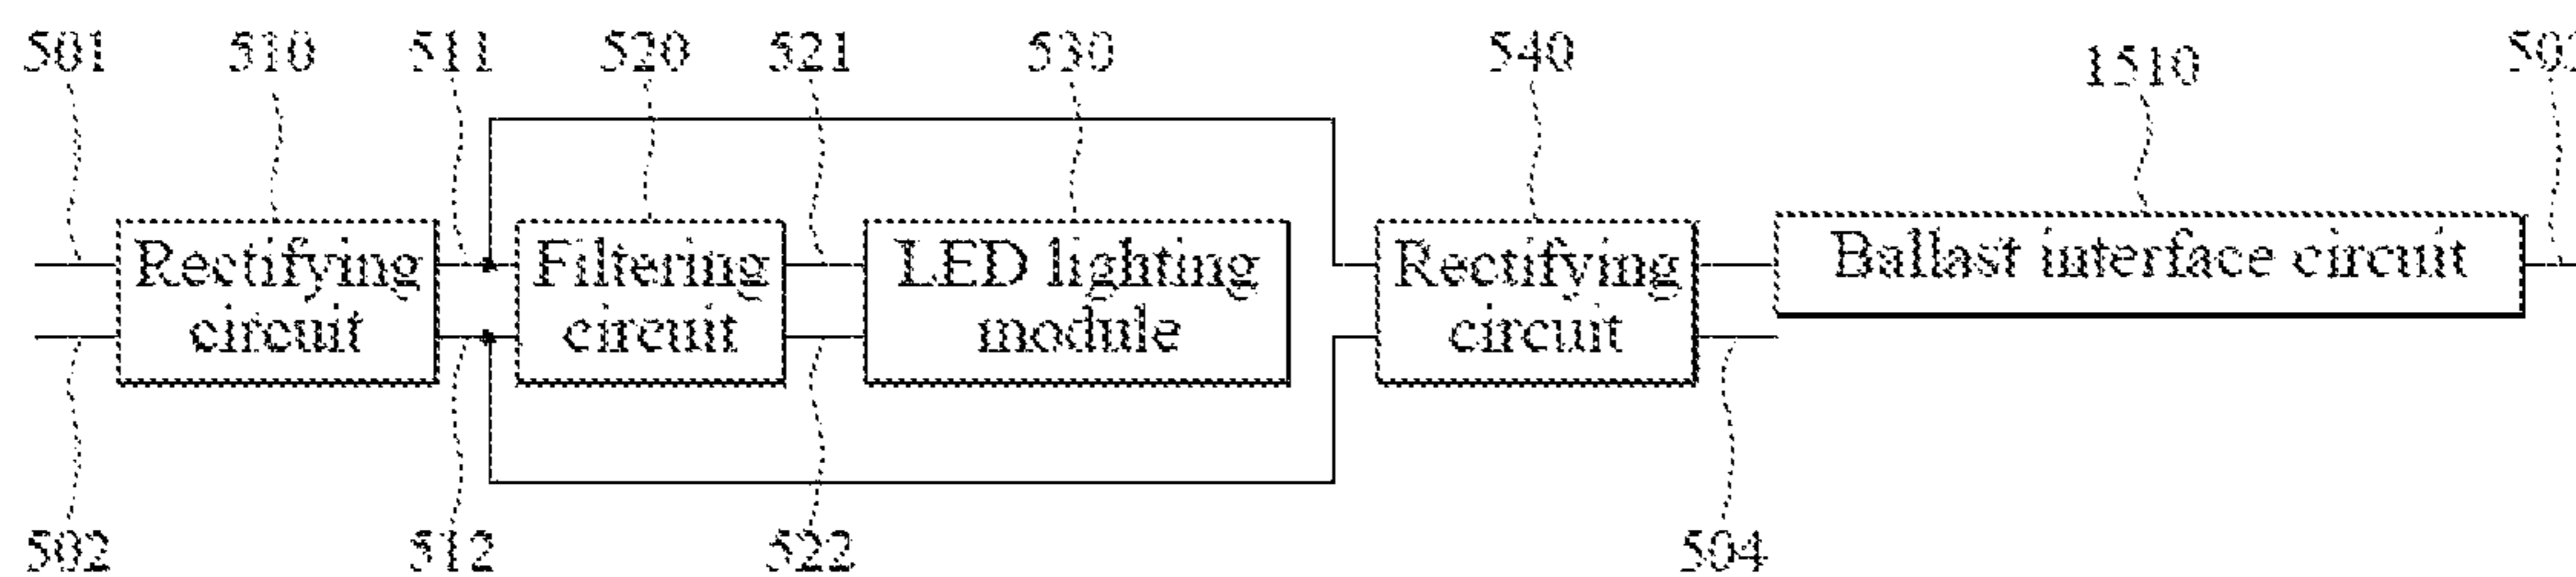 501 510 511 520 521 530 540 1510
Rectifying circuit
Filtering circuit
LED lighting module
Rectifying circuit
Ballast interface circuit
502 512 522 504